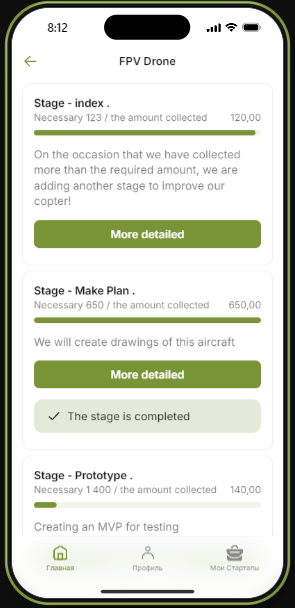 8:12
FPV Drone
Stage - index .
Necessary 123 / the amount collected 120,00
On the occasion that we have collected
more than the required amount, we are
adding another stage to improve our
copter!
More detailed
Stage - Make Plan .
Necessary 650 / the amount collected 650,00
We will create drawings of this aircraft
More detailed
The stage is completed
Stage - Prototype .
Necessary 1 400 / the amount collected 140,00
Creating an MVP for testing
Главная Профиль Мои Стартапы